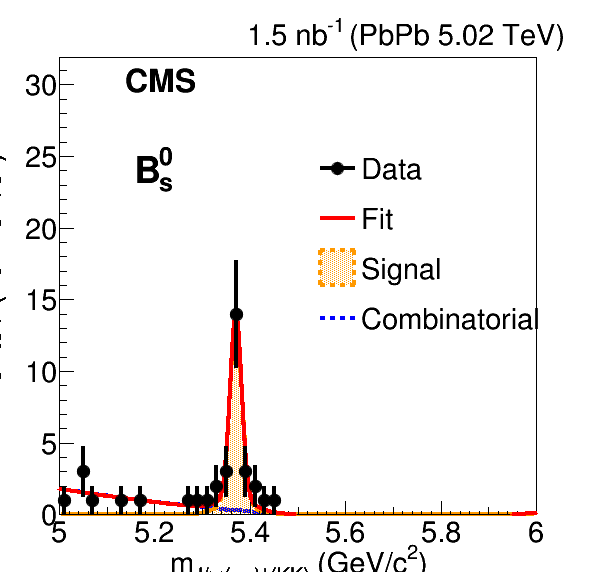 1.5 nb-1 (PbPb 5.02 TeV)
CMS
B0s
Data
Fit
Signal
Combinatorial
30
25
20
15
10
5
0
5 5.2 5.4 5.6 5.8 6
m (GeV/c2)